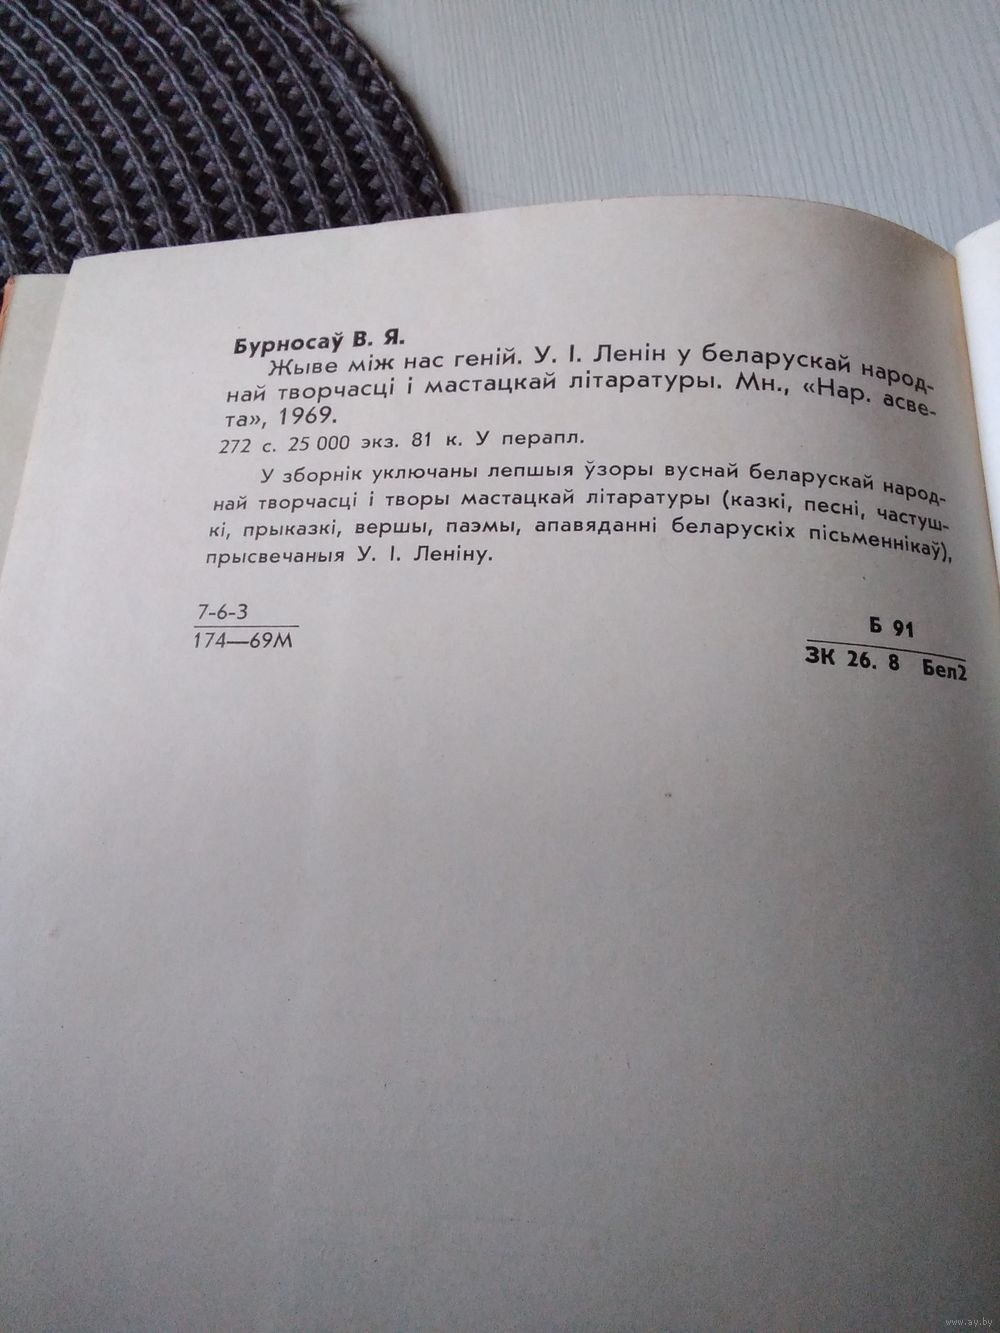 Бурносаў В. Я.
Жыве між нас геній. У. І. Ленін у беларускай народ-
най творчасці і мастацкай літаратуры. Мн., «Нар. асве-
та», 1969.
272 с. 25 000 экз. 81 к. У перапл.
У зборнік уключаны лепшыя ўзоры вуснай беларускай народ-
най творчасці і творы мастацкай літаратуры (казкі, песні, частуш-
кі, прыказкі, вершы, паэмы, апавяданні беларускіх пісьменнікаў),
прысвечаныя У. І. Леніну.
7-6-3
174—69М
Б 91
ЗК 26. 8 Бел2
www.ay.by